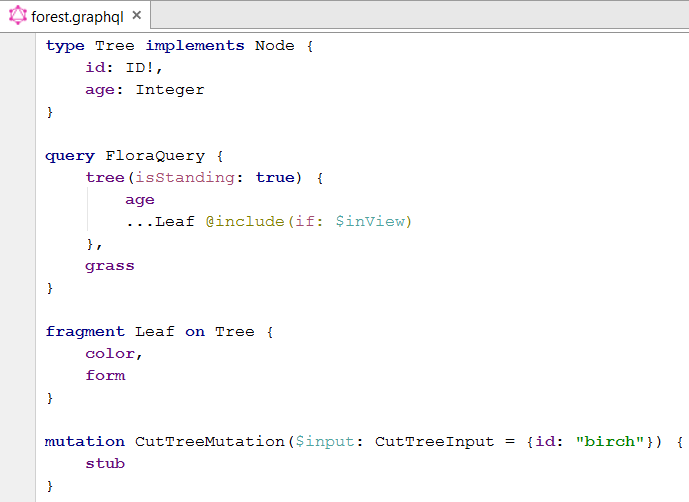 forest.graphql
type Tree implements Node {
    id: ID!,
    age: Integer
}
query FloraQuery {
    tree(isStanding: true) {
        age
        ...Leaf @include(if: $inView)
    },
    grass
}
fragment Leaf on Tree {
    color,
    form
}
mutation CutTreeMutation($input: CutTreeInput = {id: "birch"}) {
    stub
}